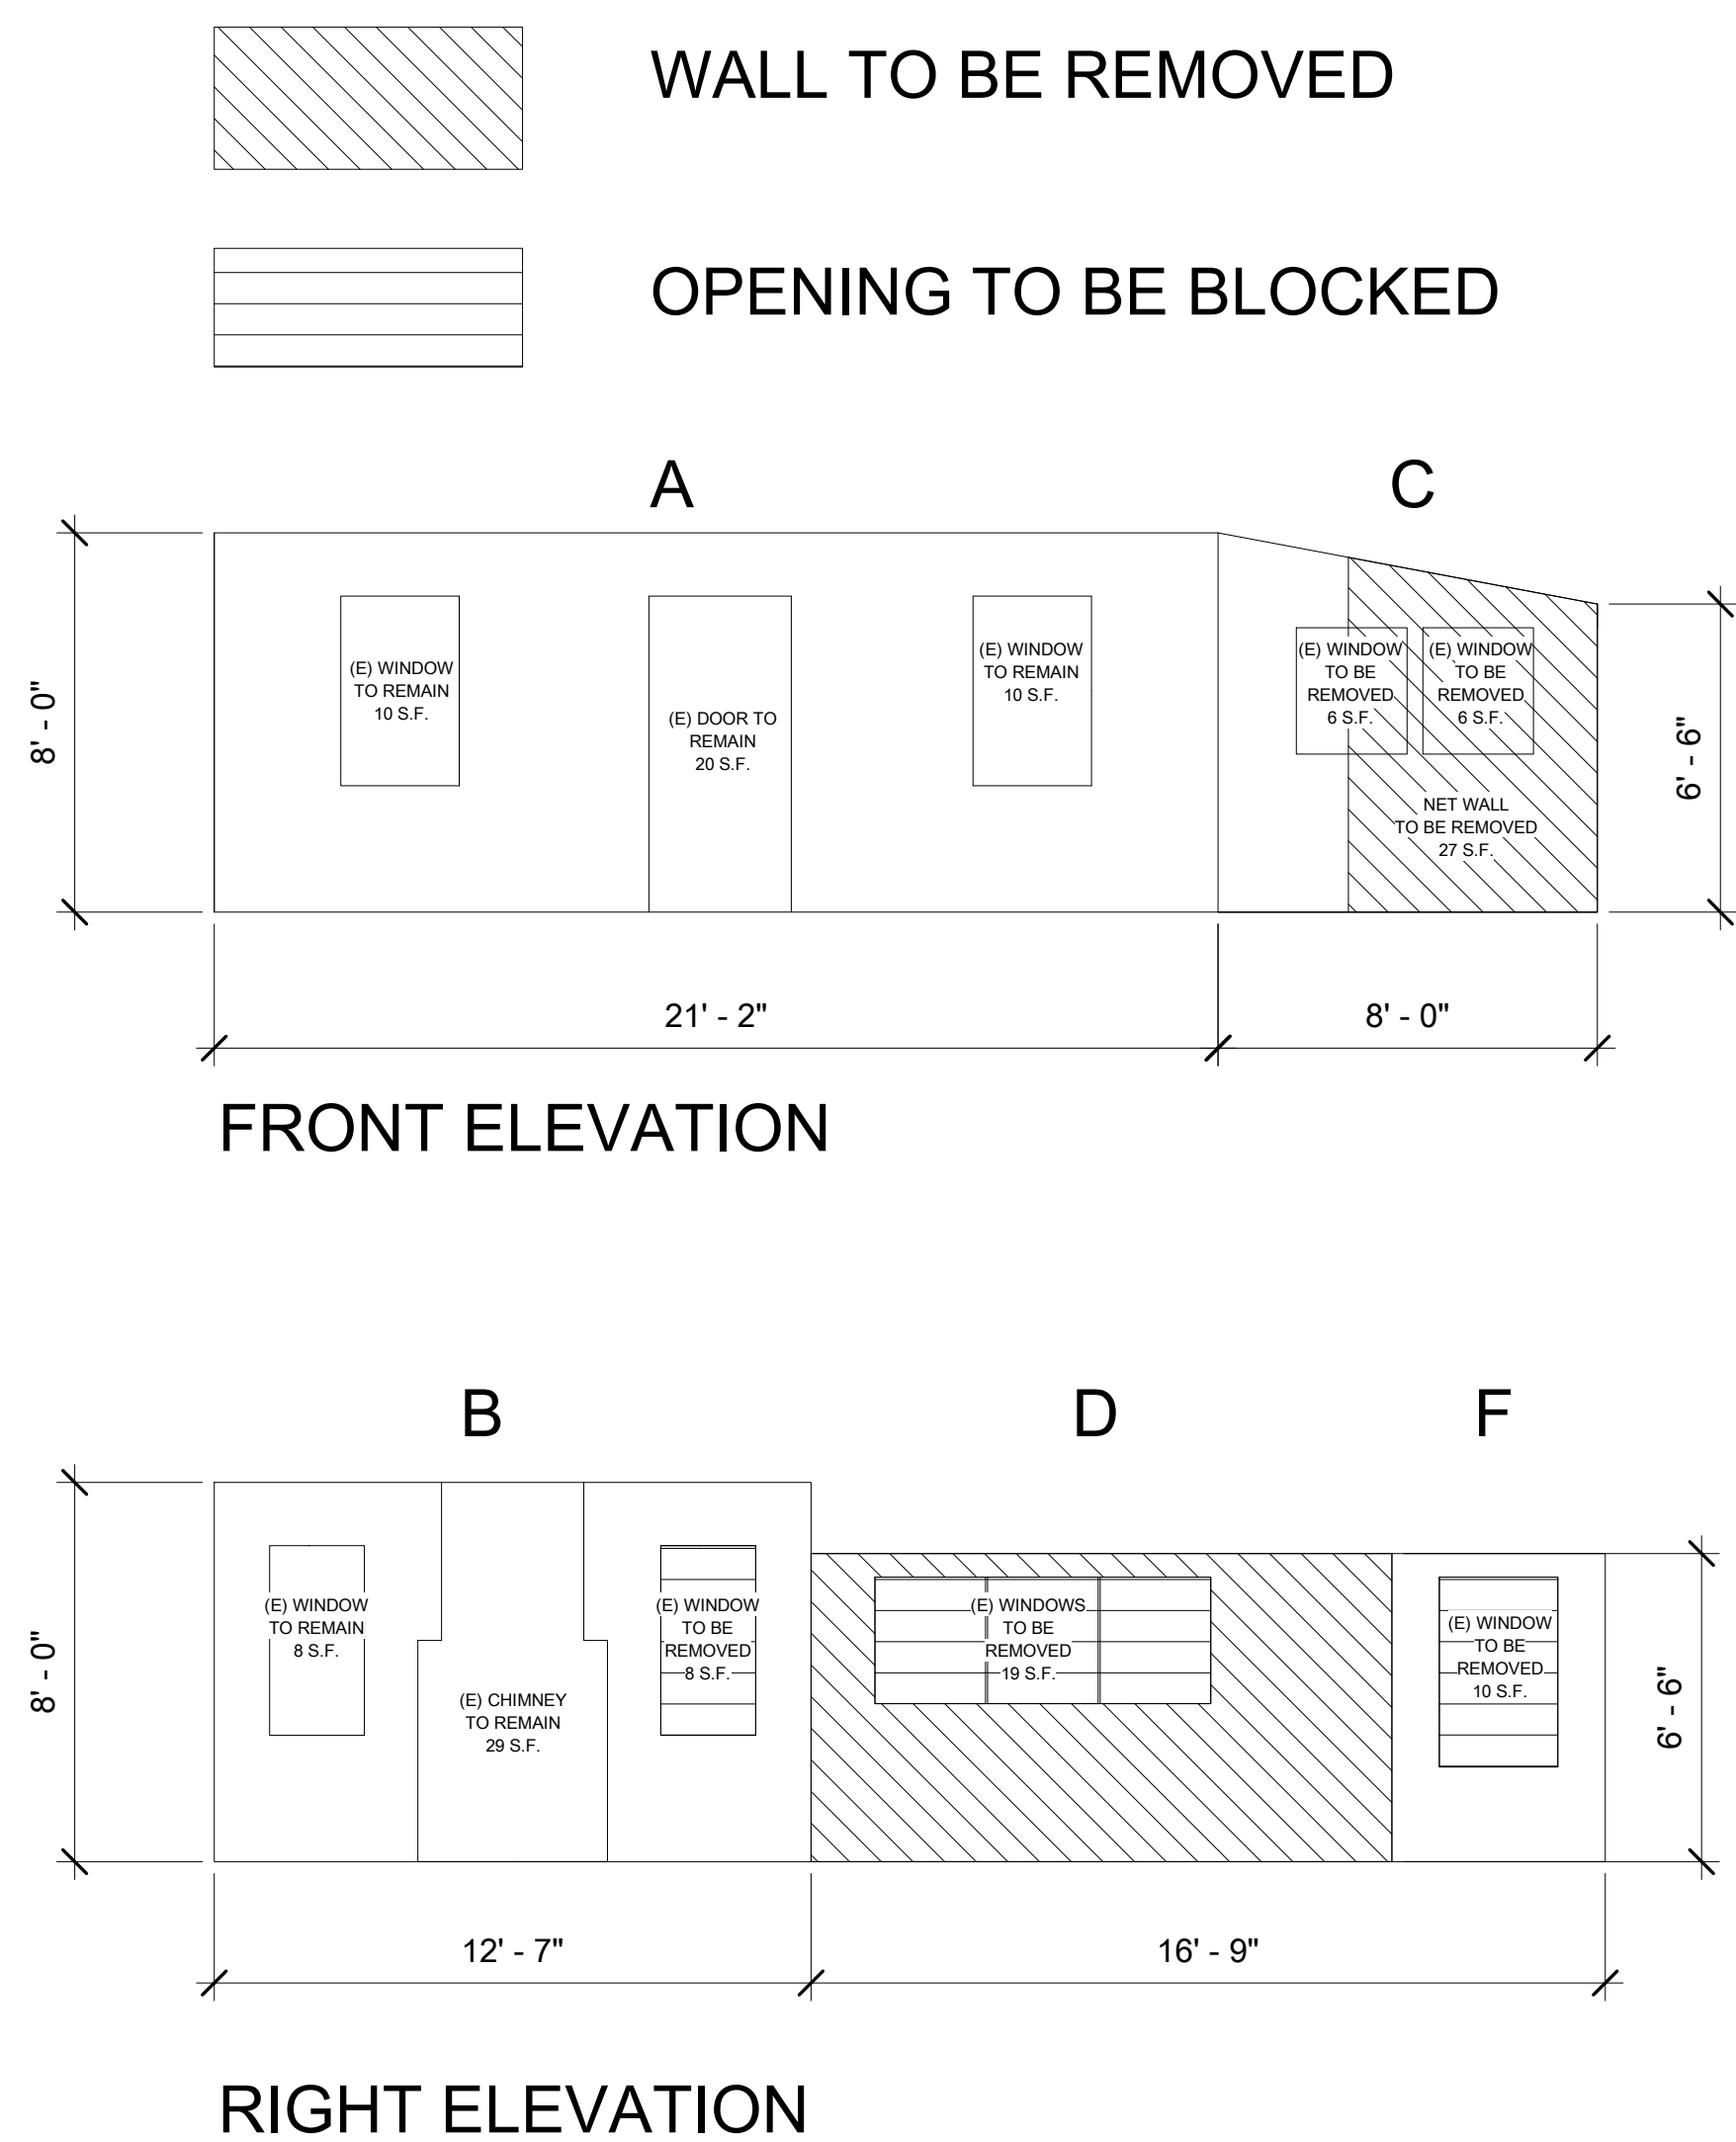 WALL TO BE REMOVED
OPENING TO BE BLOCKED
A
C
8' - 0"
(E) WINDOW
TO REMAIN
10 S.F.
(E) DOOR TO
REMAIN
20 S.F.
(E) WINDOW
TO REMAIN
10 S.F.
(E) WINDOW
TO BE
REMOVED
6 S.F.
(E) WINDOW
TO BE
REMOVED
6 S.F.
NET WALL
TO BE REMOVED
27 S.F.
6' - 6"
21' - 2"
8' - 0"
FRONT ELEVATION
B
D
F
8' - 0"
(E) WINDOW
TO REMAIN
8 S.F.
(E) CHIMNEY
TO REMAIN
29 S.F.
(E) WINDOW
TO BE
REMOVED
8 S.F.
(E) WINDOWS
TO BE
REMOVED
19 S.F.
(E) WINDOW
TO BE
REMOVED
10 S.F.
6' - 6"
12' - 7"
16' - 9"
RIGHT ELEVATION